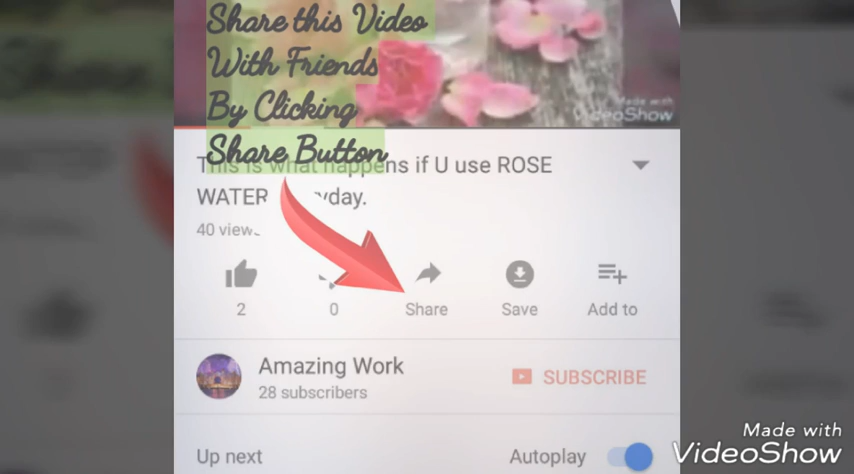 Share this Video
With Friends
By Clicking
Share Button
Made with
VideoShow
This is what happens if U use ROSE
WATER yday.
40 views
2
0
Share
Save
Add to
Amazing Work
28 subscribers
SUBSCRIBE
Up next
Autoplay
Made with
VideoShow